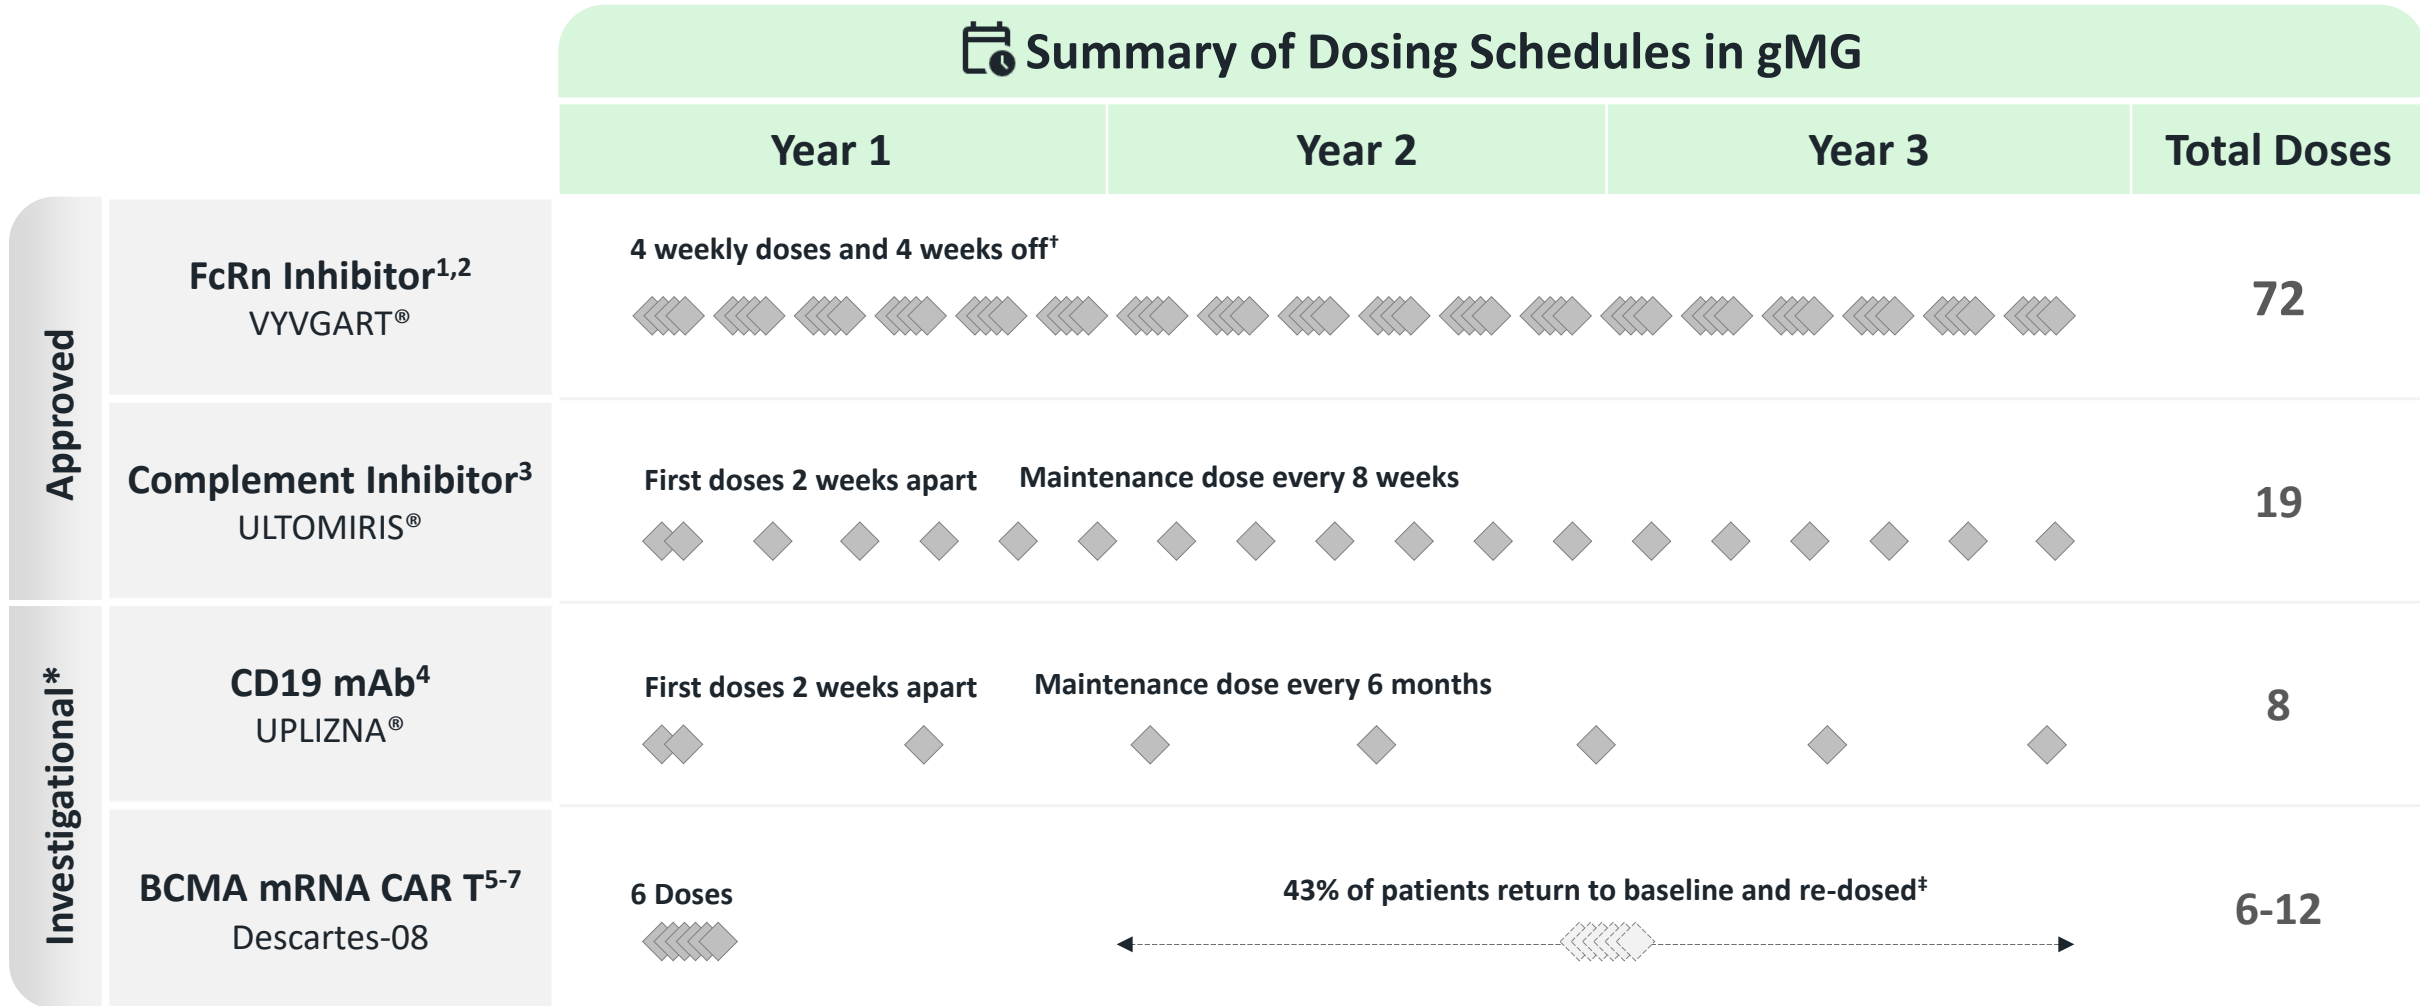 Summary of Dosing Schedules in gMG
Year 1
Year 2
Year 3
Total Doses
Approved
FcRn Inhibitor1,2
VYVGART®
4 weekly doses and 4 weeks off†
72
Complement Inhibitor3
ULTOMIRIS®
First doses 2 weeks apart
Maintenance dose every 8 weeks
19
Investigational*
CD19 mAb4
UPLIZNA®
First doses 2 weeks apart
Maintenance dose every 6 months
8
BCMA mRNA CAR T5-7
Descartes-08
6 Doses
43% of patients return to baseline and re-dosed‡
6-12